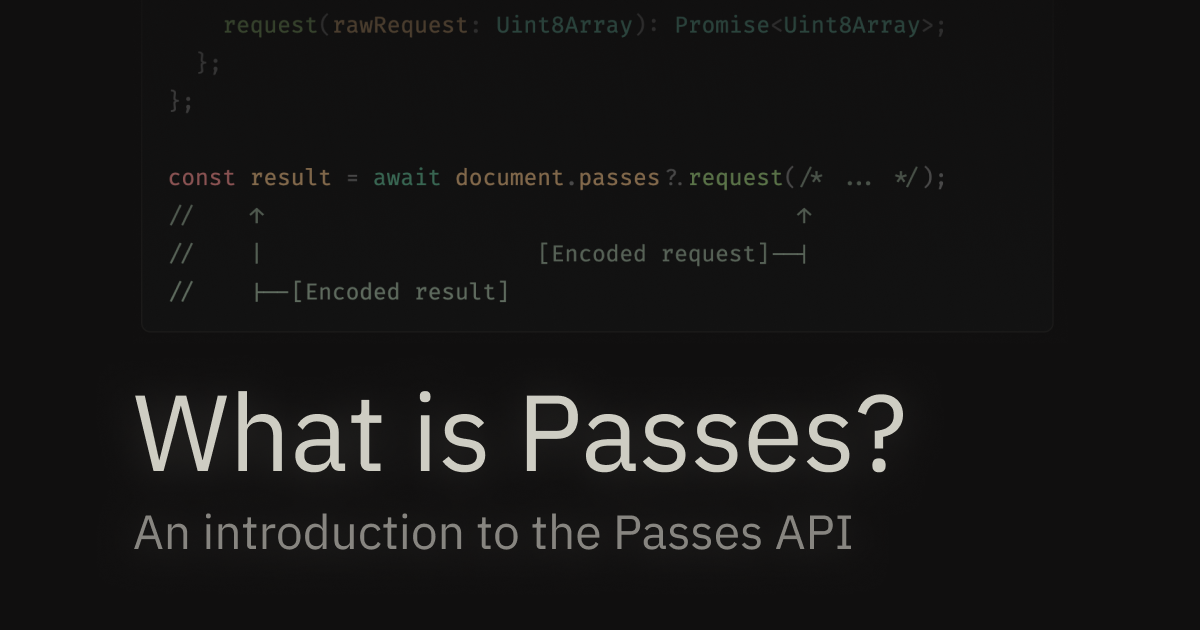 request(rawRequest: Uint8Array): Promise<Uint8Array>;
};
};
const result = await document.passes?.request(/* ... */);
//    ↑                                       ↑
//    |                    [Encoded request]──┤
//    ├──[Encoded result]
What is Passes?
An introduction to the Passes API